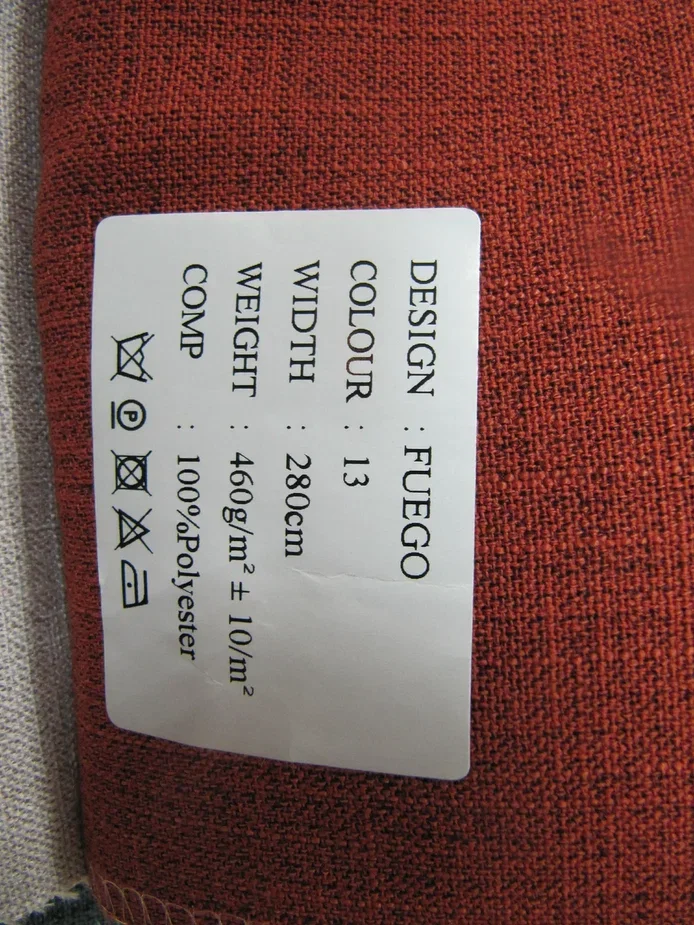 DESIGN : FUEGO
COLOUR : 13
WIDTH : 280cm
WEIGHT : 460g/m² ± 10/m²
COMP : 100%Polyester
P